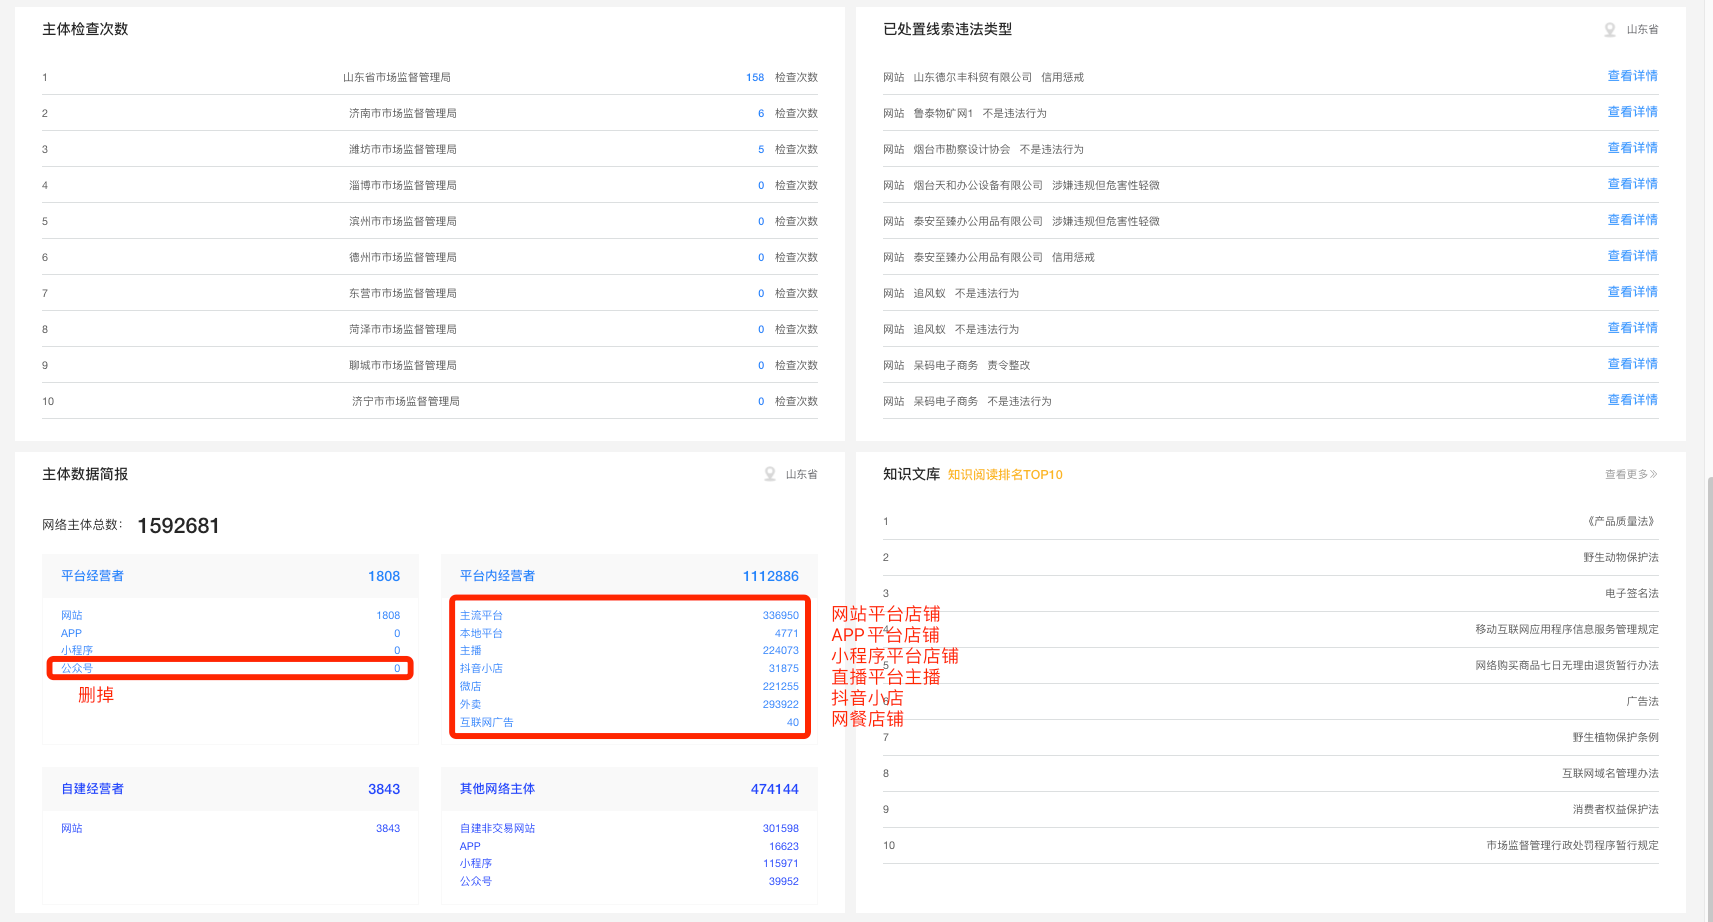 主体检查次数
1 山东省市场监督管理局 158 检查次数
2 济南市市场监督管理局 6 检查次数
3 潍坊市市场监督管理局 5 检查次数
4 淄博市市场监督管理局 0 检查次数
5 滨州市市场监督管理局 0 检查次数
6 德州市市场监督管理局 0 检查次数
7 东营市市场监督管理局 0 检查次数
8 菏泽市市场监督管理局 0 检查次数
9 聊城市市场监督管理局 0 检查次数
10 济宁市市场监督管理局 0 检查次数
已处置线索违法类型 山东省
网站 山东德尔丰科贸有限公司 信用惩戒 查看详情
网站 鲁泰物矿网1 不是违法行为 查看详情
网站 烟台市勘察设计协会 不是违法行为 查看详情
网站 烟台天和办公设备有限公司 涉嫌违规但危害性轻微 查看详情
网站 泰安至臻办公用品有限公司 涉嫌违规但危害性轻微 查看详情
网站 泰安至臻办公用品有限公司 信用惩戒 查看详情
网站 追风蚁 不是违法行为 查看详情
网站 追风蚁 不是违法行为 查看详情
网站 呆码电子商务 责令整改 查看详情
网站 呆码电子商务 不是违法行为 查看详情
主体数据简报 山东省
网络主体总数： 1592681
平台经营者 1808
网站 1808
APP 0
小程序 0
公众号 0
删掉
平台内经营者 1112886
主流平台 336950
本地平台 4771
主播 224073
抖音小店 31875
微店 221255
外卖 293922
互联网广告 40
网站平台店铺
APP平台店铺
小程序平台店铺
直播平台主播
抖音小店
网餐店铺
自建经营者 3843
网站 3843
其他网络主体 474144
自建非交易网站 301598
APP 16623
小程序 115971
公众号 39952
知识文库 知识阅读排名TOP10 查看更多》
1 《产品质量法》
2 野生动物保护法
3 电子签名法
4 移动互联网应用程序信息服务管理规定
5 网络购买商品七日无理由退货暂行办法
6 广告法
7 野生植物保护条例
8 互联网域名管理办法
9 消费者权益保护法
10 市场监督管理行政处罚程序暂行规定